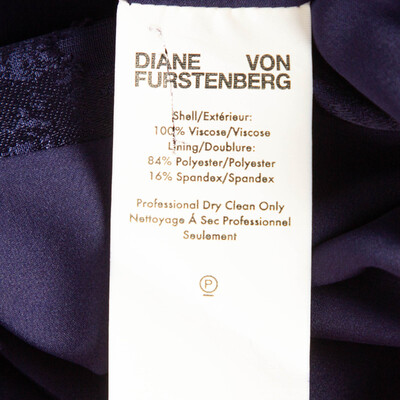 DIANE VON
FURSTENBERG
Shell/Extérieur:
100% Viscose/Viscose
Lining/Doublure:
84% Polyester/Polyester
16% Spandex/Spandex
Professional Dry Clean Only
Nettoyage Á Sec Professionnel
Seulement
P